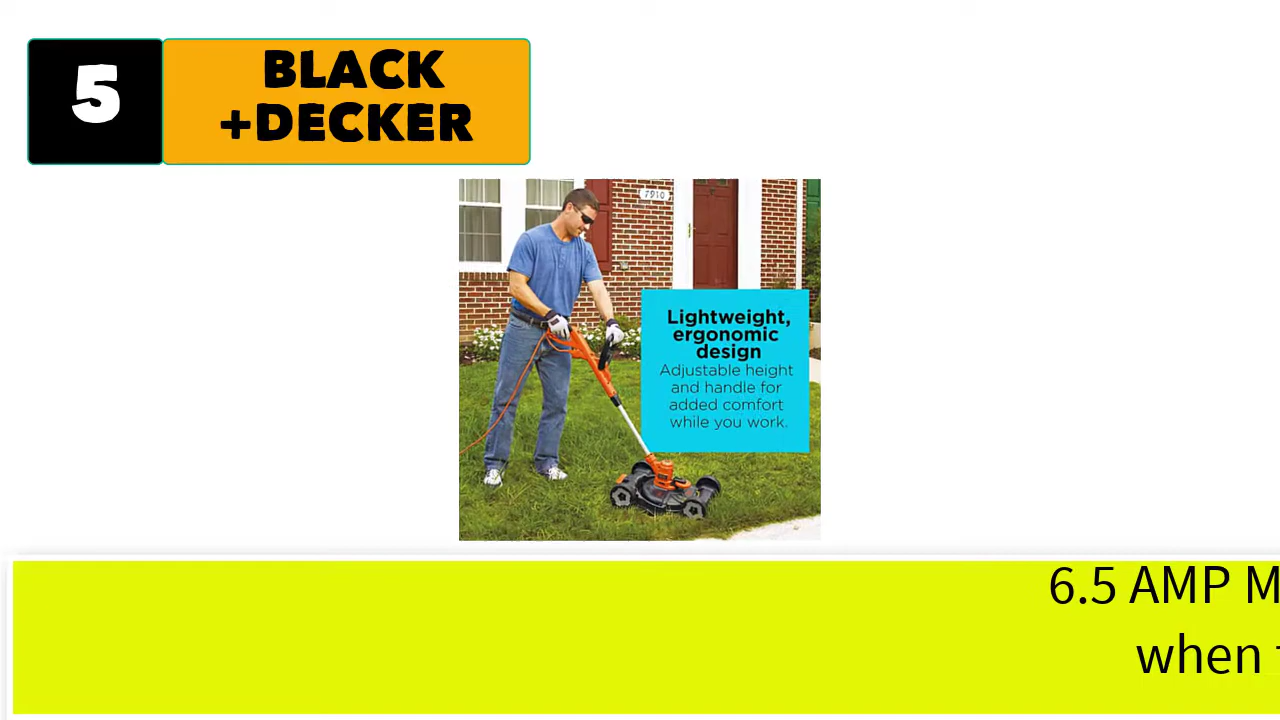 5
BLACK
+DECKER
7910
Lightweight,
ergonomic
design
Adjustable height
and handle for
added comfort
while you work.
6.5 AMP M
when